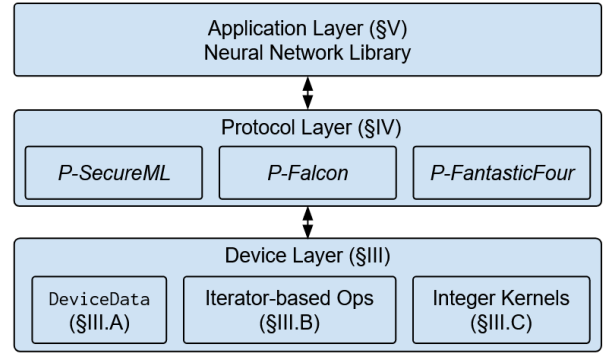 Application Layer (§V)
Neural Network Library
Protocol Layer (§IV)
P-SecureML
P-Falcon
P-FantasticFour
Device Layer (§III)
DeviceData
(§III.A)
Iterator-based Ops
(§III.B)
Integer Kernels
(§III.C)